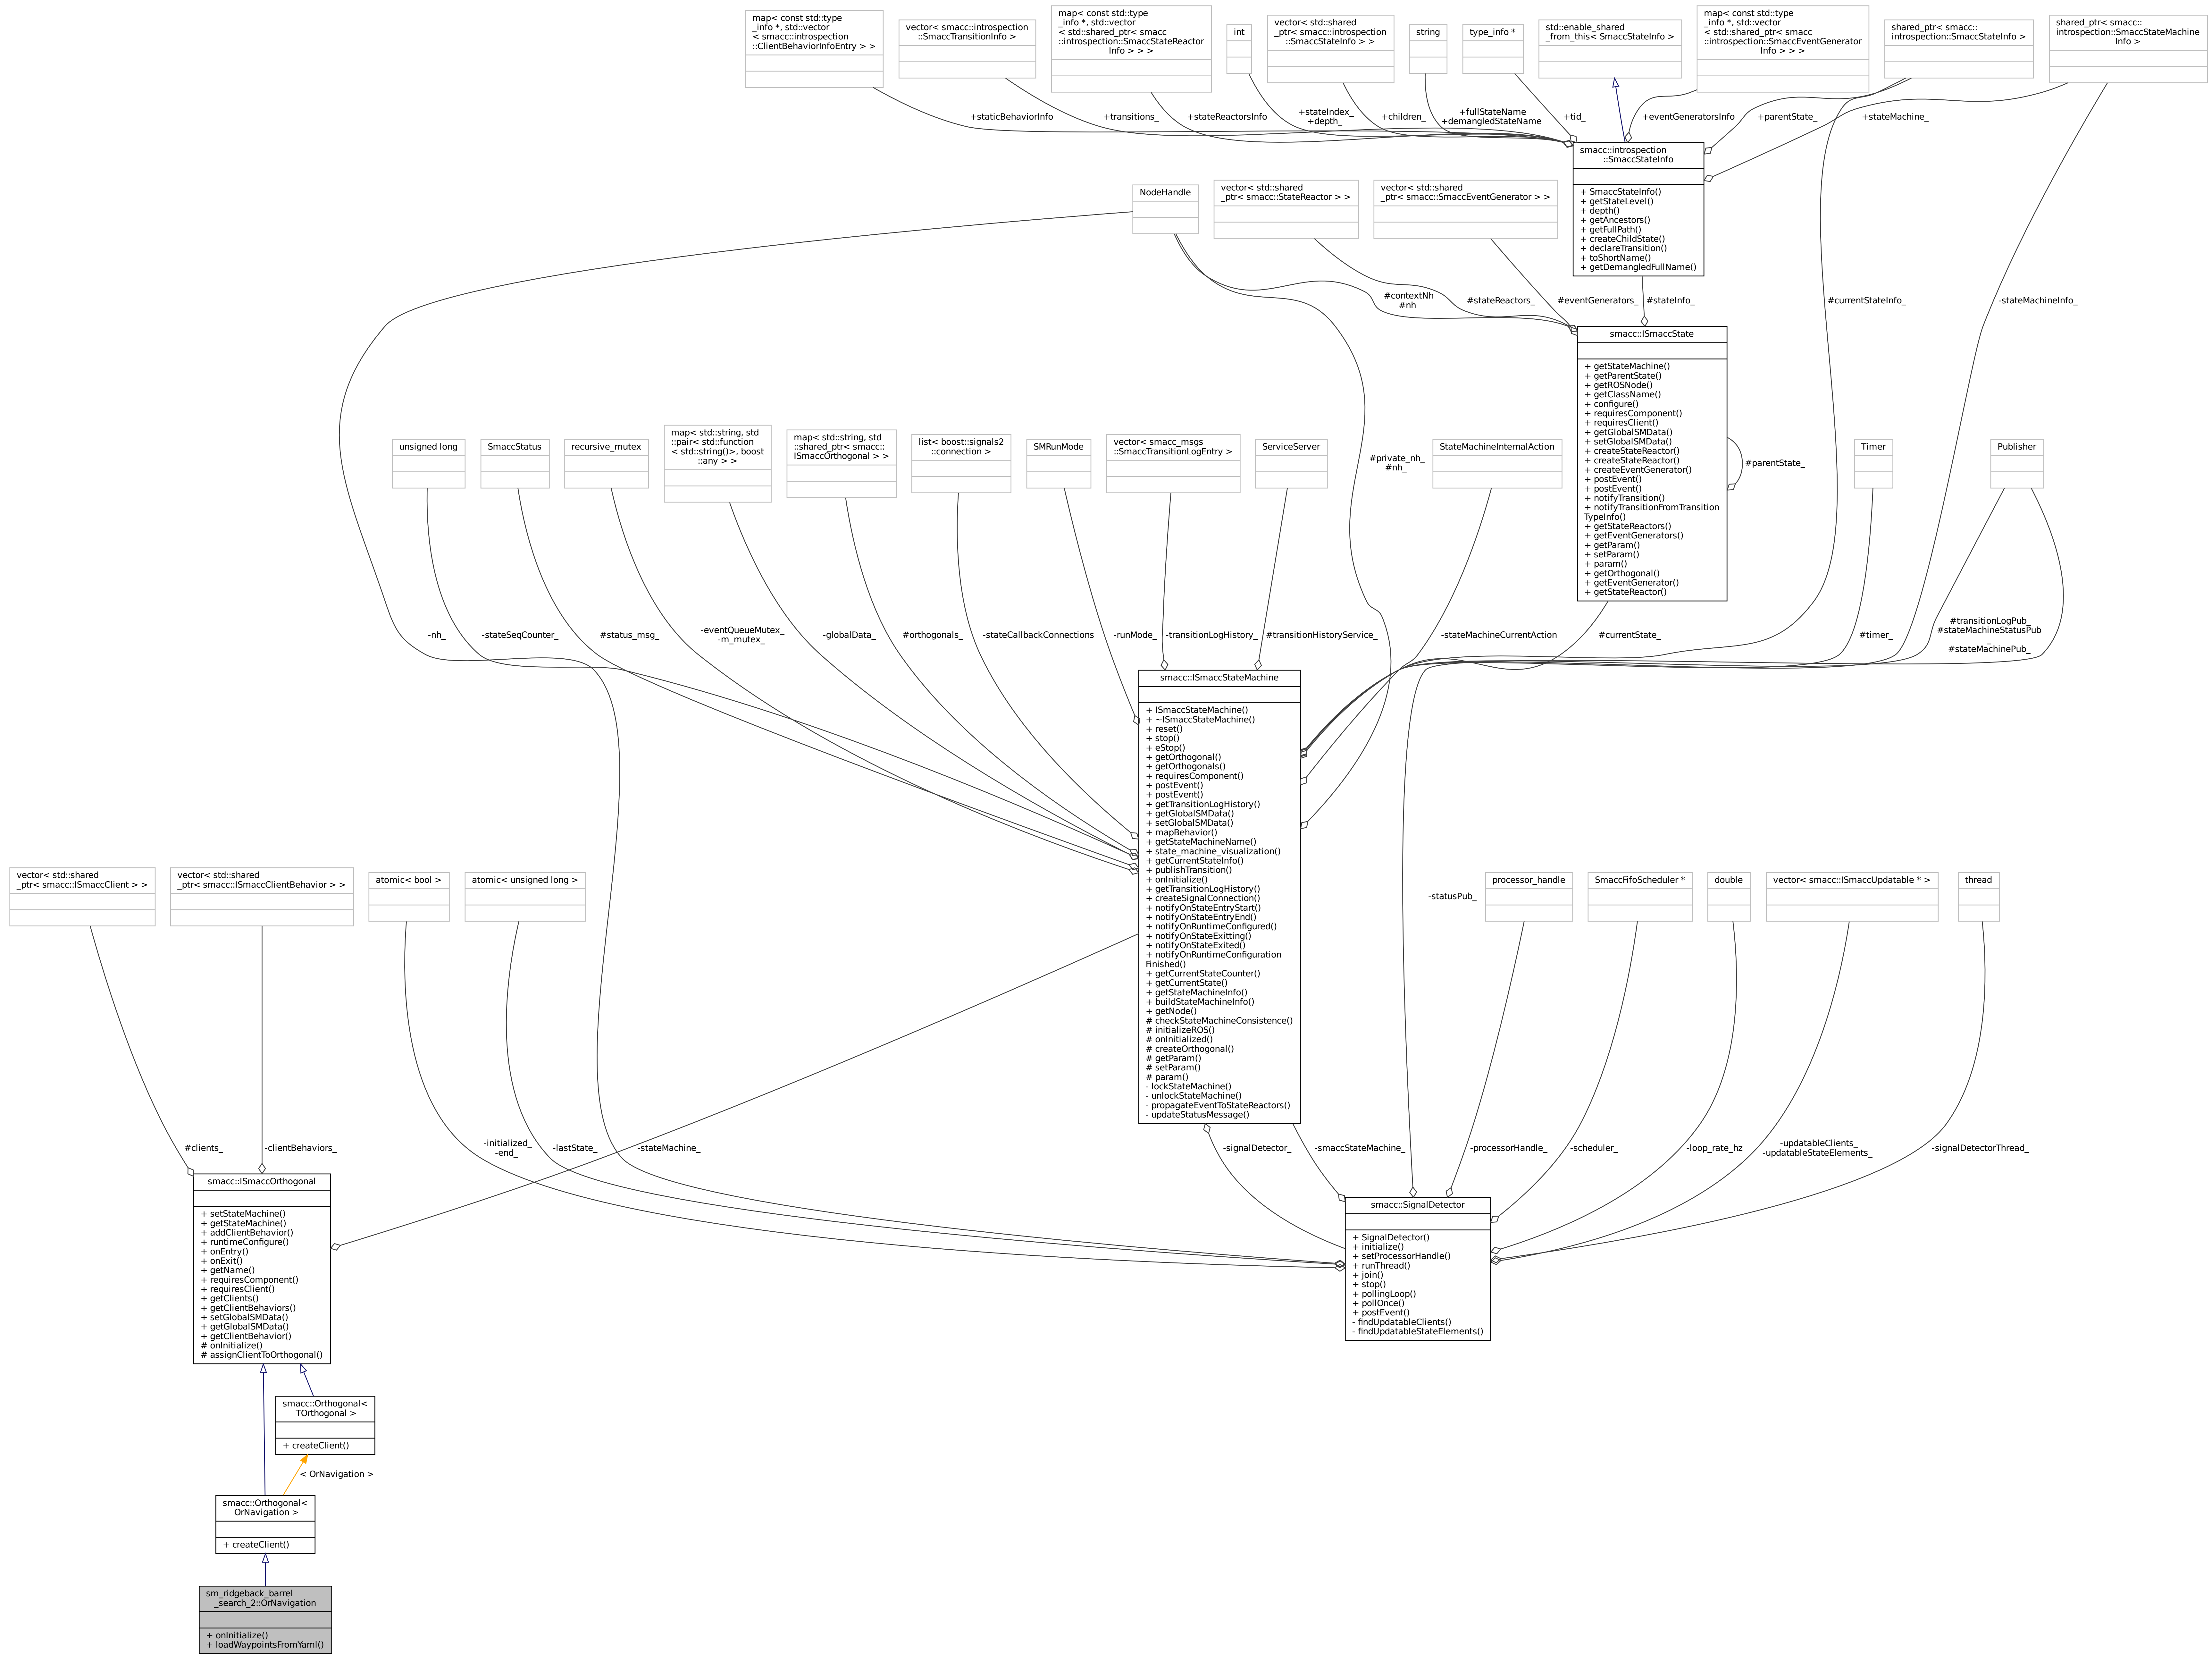 map< const std::type
_info *, std::vector
< smacc::introspection
::ClientBehaviorInfoEntry > >
vector< smacc::introspection
::SmaccTransitionInfo >
map< const std::type
_info *, std::vector
< std::shared_ptr< smacc
::introspection::SmaccStateReactor
Info > > >
int
vector< std::shared
_ptr< smacc::introspection
::SmaccStateInfo > >
string
type_info *
std::enable_shared
_from_this< SmaccStateInfo >
map< const std::type
_info *, std::vector
< std::shared_ptr< smacc
::introspection::SmaccEventGenerator
Info > > >
shared_ptr< smacc::
introspection::SmaccStateInfo >
shared_ptr< smacc::
introspection::SmaccStateMachine
Info >
+staticBehaviorInfo
+transitions_
+stateReactorsInfo
+stateIndex_
+depth_
+children_
+fullStateName
+demangledStateName
+tid_
+eventGeneratorsInfo
+parentState_
+stateMachine_
smacc::introspection
::SmaccStateInfo
+ SmaccStateInfo()
+ getStateLevel()
+ depth()
+ getAncestors()
+ getFullPath()
+ createChildState()
+ declareTransition()
+ toShortName()
+ getDemangledFullName()
NodeHandle
vector< std::shared
_ptr< smacc::StateReactor > >
vector< std::shared
_ptr< smacc::SmaccEventGenerator > >
#contextNh
#nh
#stateReactors_
#eventGenerators_
#stateInfo_
#currentStateInfo_
-stateMachineInfo_
smacc::ISmaccState
+ getStateMachine()
+ getParentState()
+ getROSNode()
+ getClassName()
+ configure()
+ requiresComponent()
+ requiresClient()
+ getGlobalSMData()
+ setGlobalSMData()
+ createStateReactor()
+ createStateReactor()
+ createEventGenerator()
+ postEvent()
+ postEvent()
+ notifyTransition()
+ notifyTransitionFromTransition
TypeInfo()
+ getStateReactors()
+ getEventGenerators()
+ getParam()
+ setParam()
+ param()
+ getOrthogonal()
+ getEventGenerator()
+ getStateReactor()
#parentState_
unsigned long
SmaccStatus
recursive_mutex
map< std::string, std
::pair< std::function
< std::string()>, boost
::any > >
map< std::string, std
::shared_ptr< smacc::
ISmaccOrthogonal > >
list< boost::signals2
::connection >
SMRunMode
vector< smacc_msgs
::SmaccTransitionLogEntry >
ServiceServer
#private_nh_
#nh_
StateMachineInternalAction
Timer
Publisher
-nh_
-stateSeqCounter_
#status_msg_
-eventQueueMutex_
-m_mutex_
-globalData_
#orthogonals_
-stateCallbackConnections
-runMode_
-transitionLogHistory_
#transitionHistoryService_
-stateMachineCurrentAction
#currentState_
#timer_
#transitionLogPub_
#stateMachineStatusPub
_
#stateMachinePub_
smacc::ISmaccStateMachine
+ ISmaccStateMachine()
+ ~ISmaccStateMachine()
+ reset()
+ stop()
+ eStop()
+ getOrthogonal()
+ getOrthogonals()
+ requiresComponent()
+ postEvent()
+ postEvent()
+ getTransitionLogHistory()
+ getGlobalSMData()
+ setGlobalSMData()
+ mapBehavior()
+ getStateMachineName()
+ state_machine_visualization()
+ getCurrentStateInfo()
+ publishTransition()
+ onInitialize()
+ getTransitionLogHistory()
+ createSignalConnection()
+ notifyOnStateEntryStart()
+ notifyOnStateEntryEnd()
+ notifyOnRuntimeConfigured()
+ notifyOnStateExitting()
+ notifyOnStateExited()
+ notifyOnRuntimeConfiguration
Finished()
+ getCurrentStateCounter()
+ getCurrentState()
+ getStateMachineInfo()
+ buildStateMachineInfo()
+ getNode()
# checkStateMachineConsistence()
# initializeROS()
# onInitialized()
# createOrthogonal()
# getParam()
# setParam()
# param()
- lockStateMachine()
- unlockStateMachine()
- propagateEventToStateReactors()
- updateStatusMessage()
vector< std::shared
_ptr< smacc::ISmaccClient > >
vector< std::shared
_ptr< smacc::ISmaccClientBehavior > >
atomic< bool >
atomic< unsigned long >
-statusPub_
processor_handle
SmaccFifoScheduler *
double
vector< smacc::ISmaccUpdatable * >
thread
#clients_
-clientBehaviors_
-initialized_
-end_
-lastState_
-stateMachine_
-signalDetector_
-smaccStateMachine_
-processorHandle_
-scheduler_
-loop_rate_hz
-updatableClients_
-updatableStateElements_
-signalDetectorThread_
smacc::ISmaccOrthogonal
+ setStateMachine()
+ getStateMachine()
+ addClientBehavior()
+ runtimeConfigure()
+ onEntry()
+ onExit()
+ getName()
+ requiresComponent()
+ requiresClient()
+ getClients()
+ getClientBehaviors()
+ setGlobalSMData()
+ getGlobalSMData()
+ getClientBehavior()
# onInitialize()
# assignClientToOrthogonal()
smacc::SignalDetector
+ SignalDetector()
+ initialize()
+ setProcessorHandle()
+ runThread()
+ join()
+ stop()
+ pollingLoop()
+ pollOnce()
+ postEvent()
- findUpdatableClients()
- findUpdatableStateElements()
smacc::Orthogonal<
TOrthogonal >
+ createClient()
< OrNavigation >
smacc::Orthogonal<
OrNavigation >
+ createClient()
sm_ridgeback_barrel
_search_2::OrNavigation
+ onInitialize()
+ loadWaypointsFromYaml()